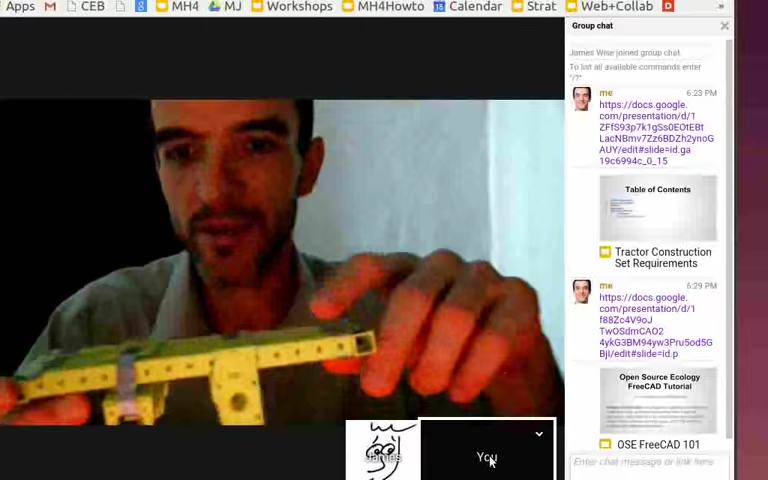 Apps CEB 8 MH4 MJ Workshops MH4Howto Calendar Strat Web+Collab »
Group chat
James Wise joined group chat.
To list all available commands enter
"/?"
me 6:23 PM
https://docs.google.
com/presentation/d/1
ZFfS93p7k1gSs0EOtEBt
LacNBmv7Zz6BDZh2ynoG
AUY/edit#slide=id.ga
19c6994c_0_15
Table of Contents
Tractor Construction
Set Requirements
me 6:29 PM
https://docs.google.
com/presentation/d/1
f88Zc4V9oJ
TwOSdmCAO2
4ykG3BM94yw3Pru5od5G
BjI/edit#slide=id.p
Open Source Ecology
FreeCAD Tutorial
OSE FreeCAD 101
Enter chat message or link here
James
You